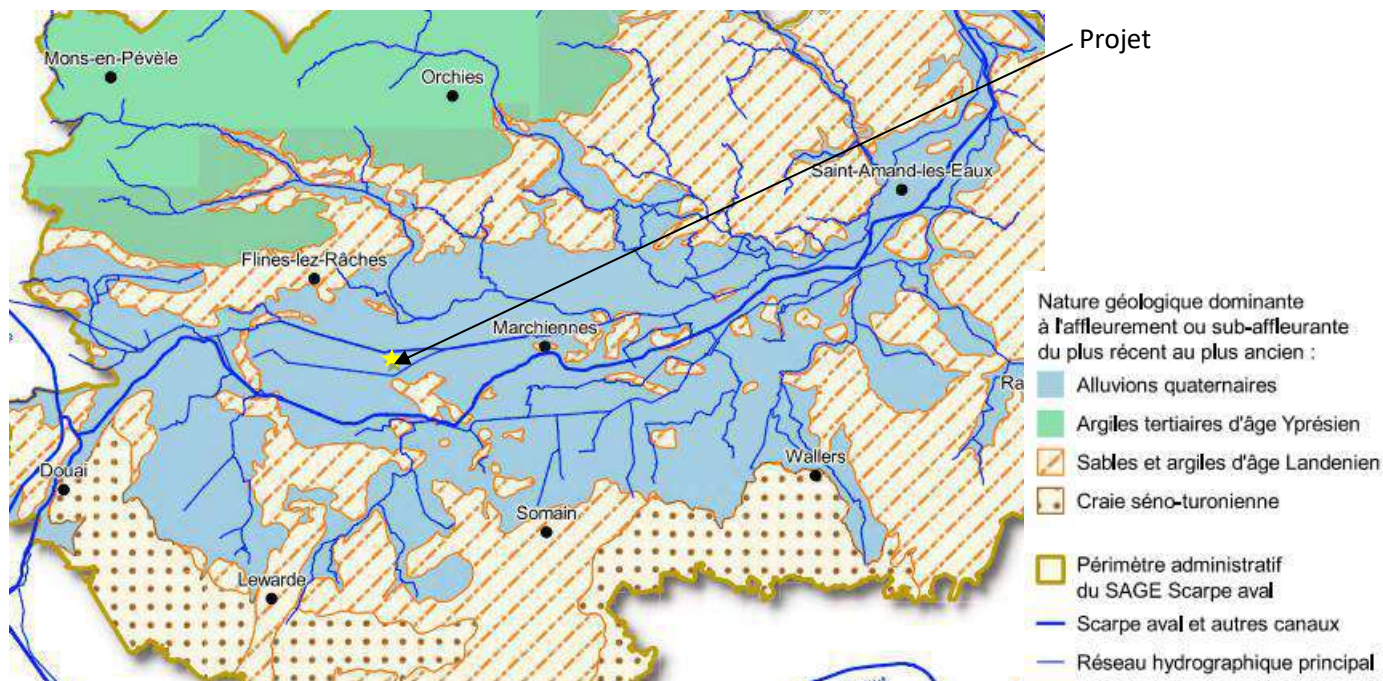 Projet
Mons-en-Pévèle
Orchies
Saint-Amand-les-Eaux
Flines-lez-Râches
Marchiennes
Ra
Douai
Wallers
Somain
Lewarde
Nature géologique dominante
à l'affleurement ou sub-affleurante
du plus récent au plus ancien :
Alluvions quaternaires
Argiles tertiaires d'âge Yprésien
Sables et argiles d'âge Landenien
Craie séno-turonienne
Périmètre administratif
du SAGE Scarpe aval
Scarpe aval et autres canaux
Réseau hydrographique principal